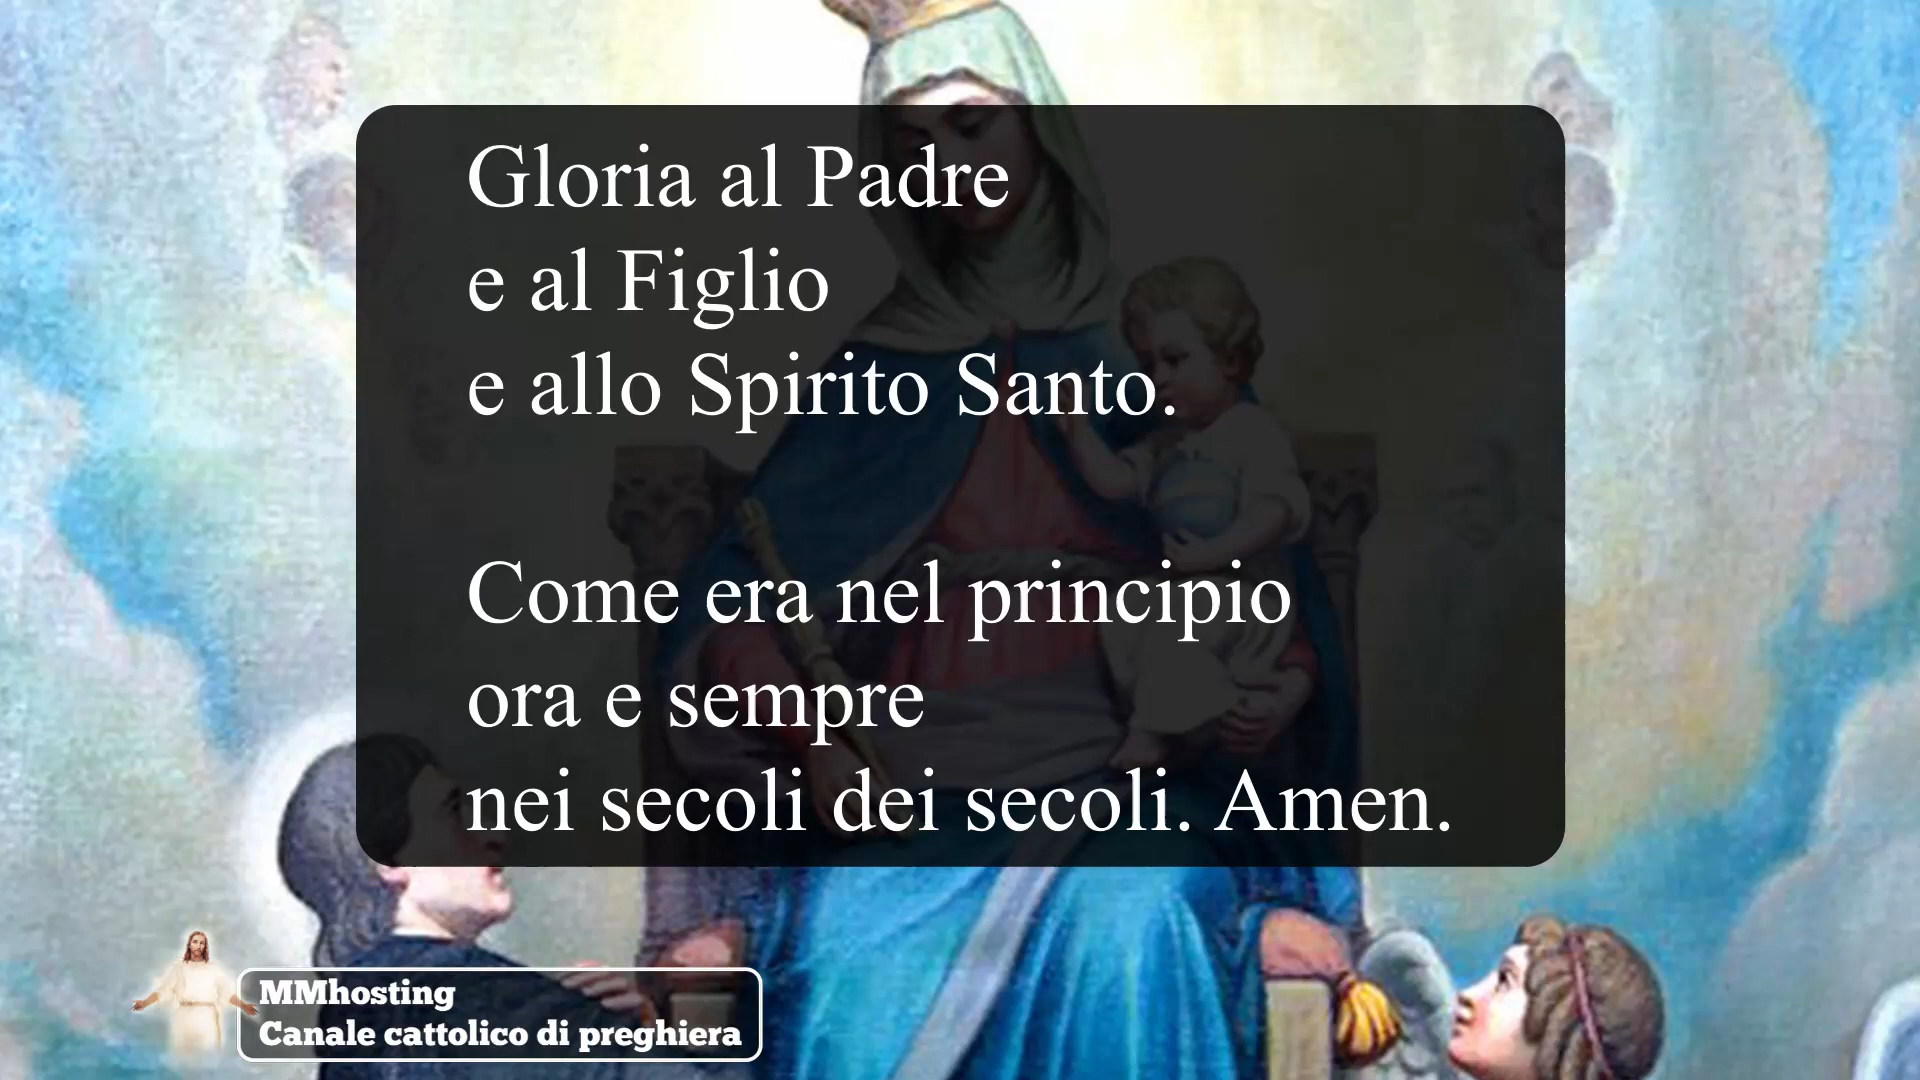 Gloria al Padre
e al Figlio
e allo Spirito Santo.
Come era nel principio
ora e sempre
nei secoli dei secoli. Amen.
MMhosting
Canale cattolico di preghiera